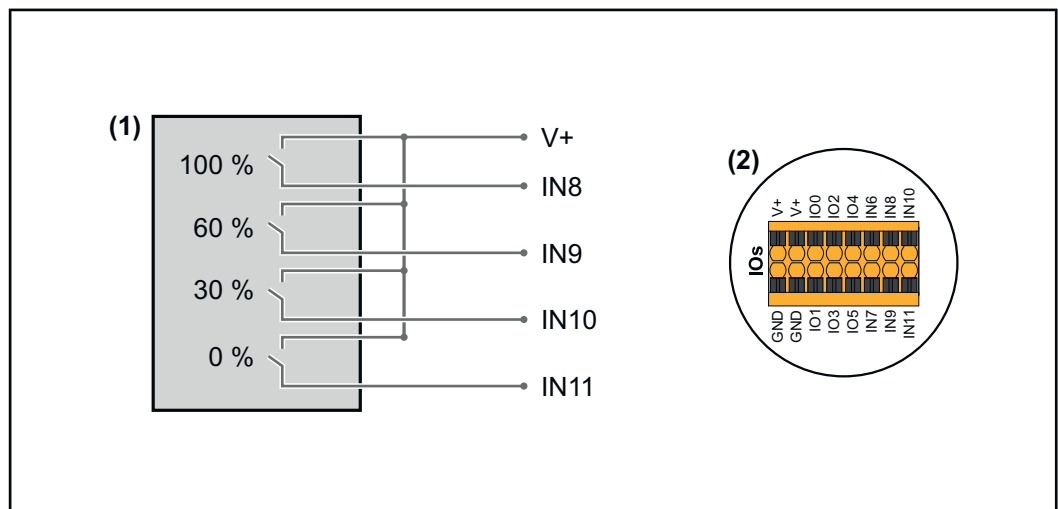 (1)
100 %
60 %
30 %
0 %
V+
IN8
IN9
IN10
IN11
(2)
V+ V+ IO0 IO2 IO4 IN6 IN8 IN10
IOs
GND GND IO1 IO3 IO5 IN7 IN9 IN11